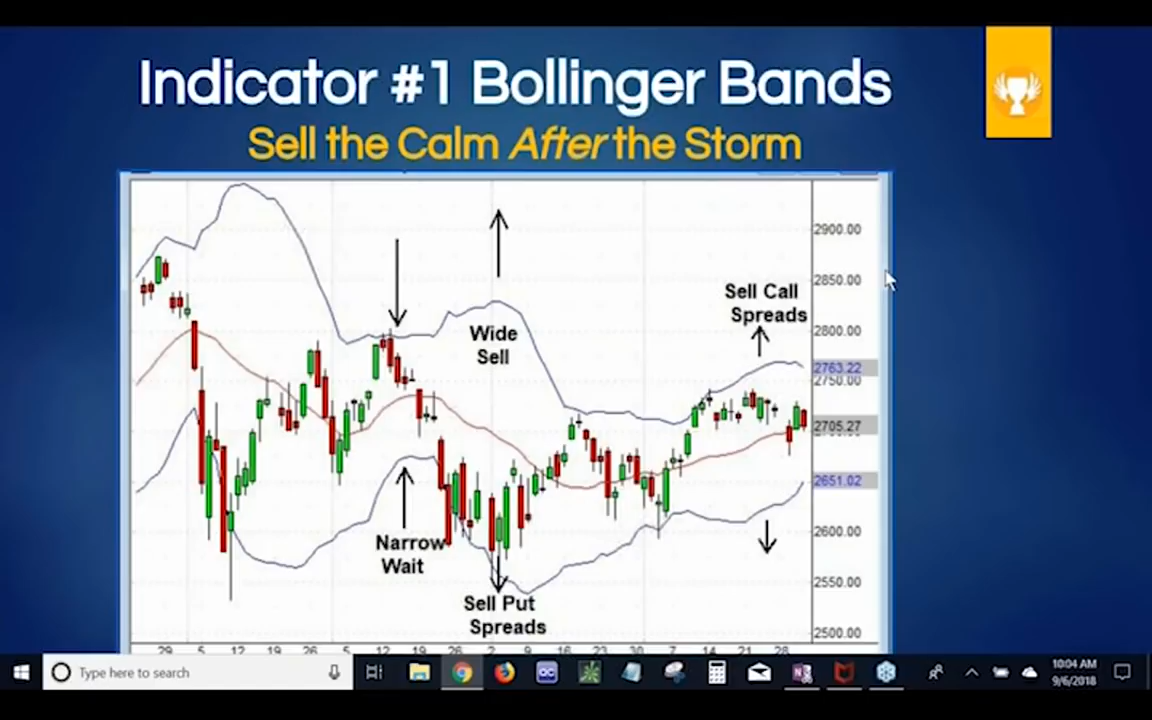 Indicator #1 Bollinger Bands
Sell the Calm After the Storm
2900.00
2850.00
Sell Call
Spreads
2800.00
Wide
Sell
2763.22
2750.00
2705.27
2651.02
2600.00
Narrow
Wait
2550.00
Sell Put
Spreads
2500.00
29 5 12 19 26 5 12 19 26 2 9 16 23 30 7 14 21 28
Type here to search
10:04 AM
9/6/2018